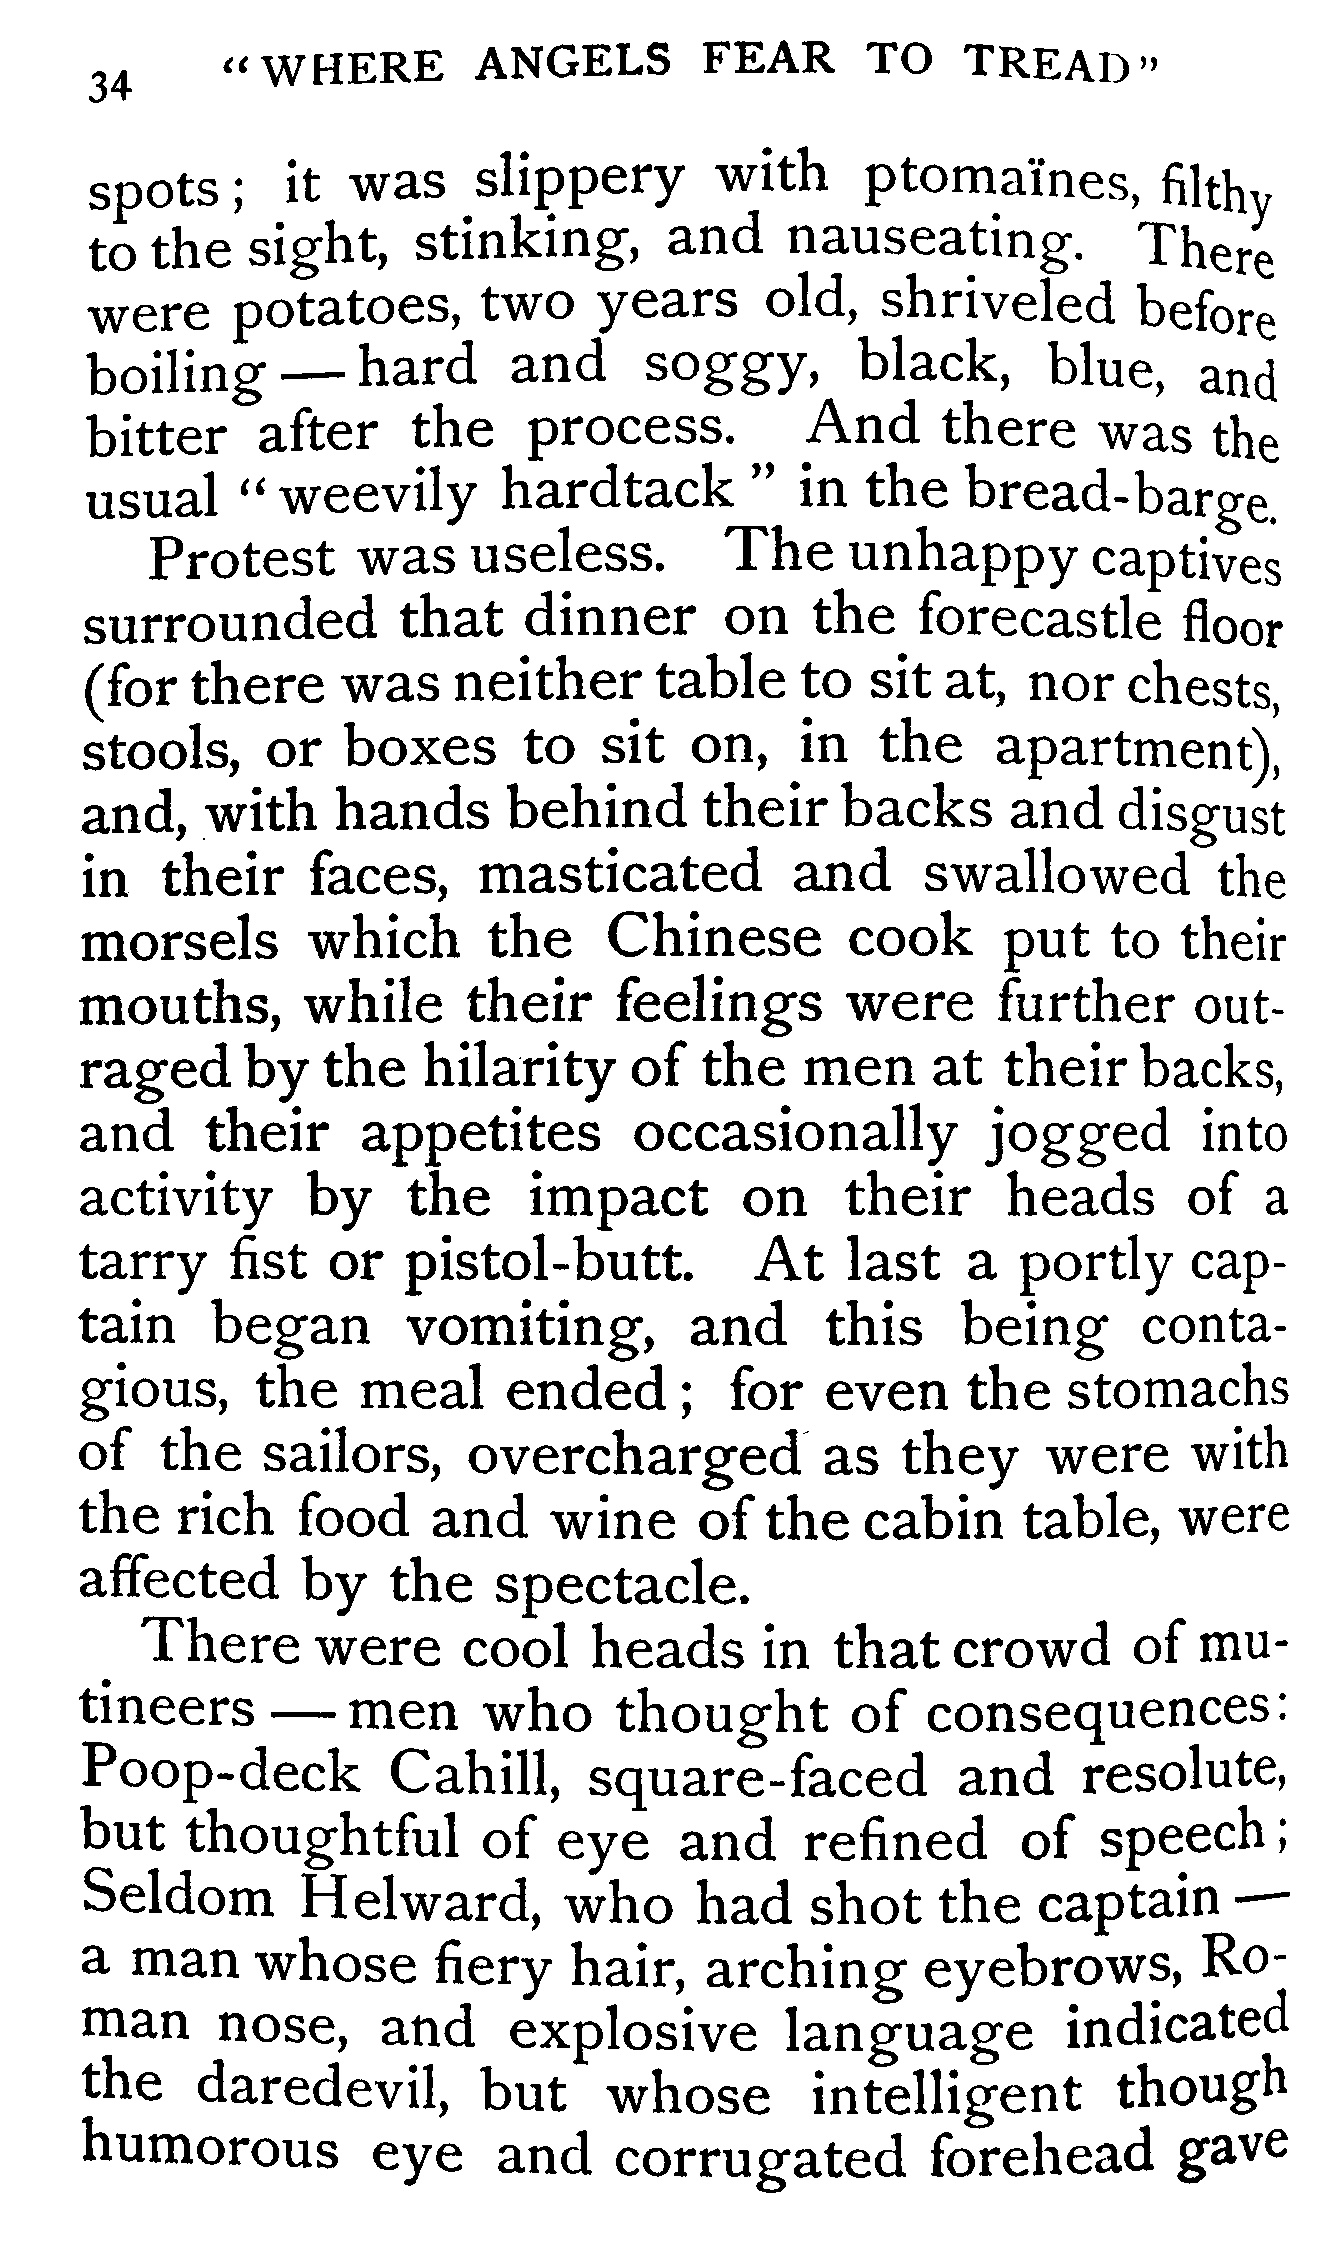 34 “WHERE ANGELS FEAR TO TREAD”
spots; it was slippery with ptomaïnes, filthy
to the sight, stinking, and nauseating. There
were potatoes, two years old, shriveled before
boiling — hard and soggy, black, blue, and
bitter after the process. And there was the
usual “weevily hardtack” in the bread-barge.
Protest was useless. The unhappy captives
surrounded that dinner on the forecastle floor
(for there was neither table to sit at, nor chests,
stools, or boxes to sit on, in the apartment),
and, with hands behind their backs and disgust
in their faces, masticated and swallowed the
morsels which the Chinese cook put to their
mouths, while their feelings were further out-
raged by the hilarity of the men at their backs,
and their appetites occasionally jogged into
activity by the impact on their heads of a
tarry fist or pistol-butt. At last a portly cap-
tain began vomiting, and this being conta-
gious, the meal ended; for even the stomachs
of the sailors, overcharged as they were with
the rich food and wine of the cabin table, were
affected by the spectacle.
There were cool heads in that crowd of mu-
tineers — men who thought of consequences:
Poop-deck Cahill, square-faced and resolute,
but thoughtful of eye and refined of speech;
Seldom Helward, who had shot the captain —
a man whose fiery hair, arching eyebrows, Ro-
man nose, and explosive language indicated
the daredevil, but whose intelligent though
humorous eye and corrugated forehead gave